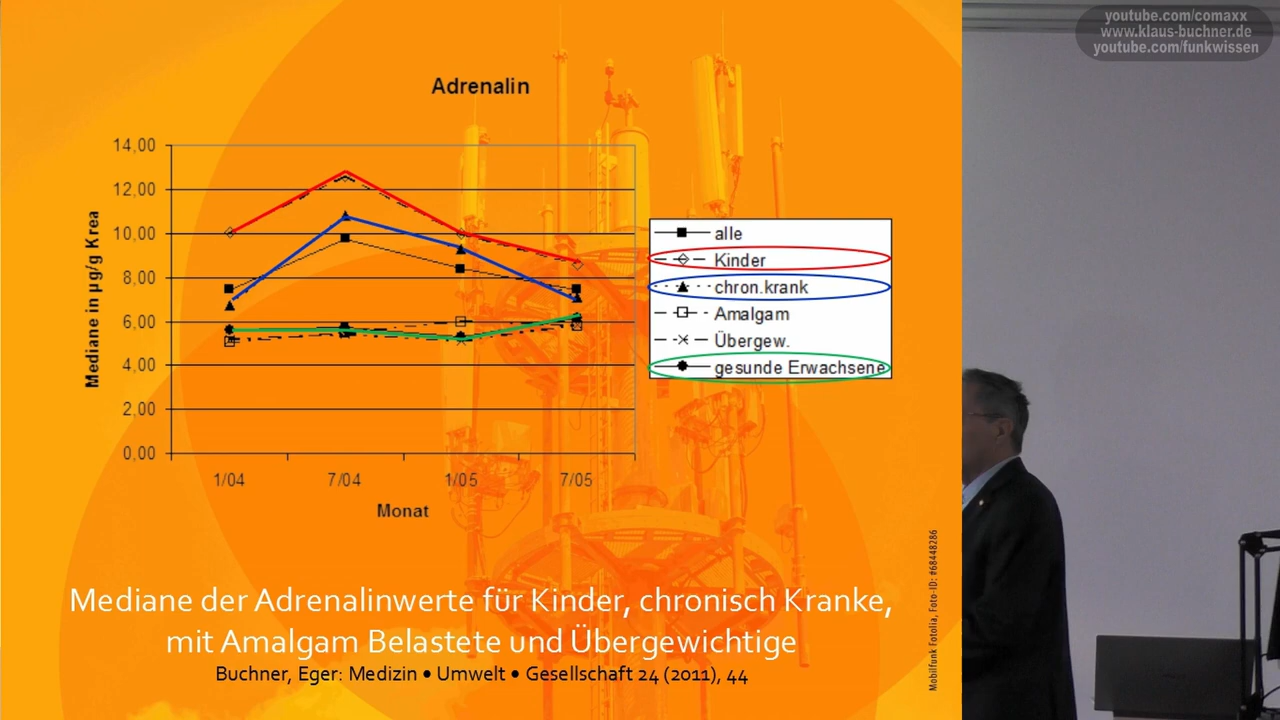 youtube.com/comaxx
www.klaus-buchner.de
youtube.com/funkwissen
Adrenalin
14,00
12,00
10,00
8,00
6,00
4,00
2,00
0,00
Mediane in µg/g Krea
1/04
7/04
1/05
7/05
Monat
alle
Kinder
chron.krank
Amalgam
Übergew.
gesunde Erwachsene
Mediane der Adrenalinwerte für Kinder, chronisch Kranke,
mit Amalgam Belastete und Übergewichtige
Buchner, Eger: Medizin • Umwelt • Gesellschaft 24 (2011), 44
Mobilfunk Fotolia, Foto-ID: #68448286